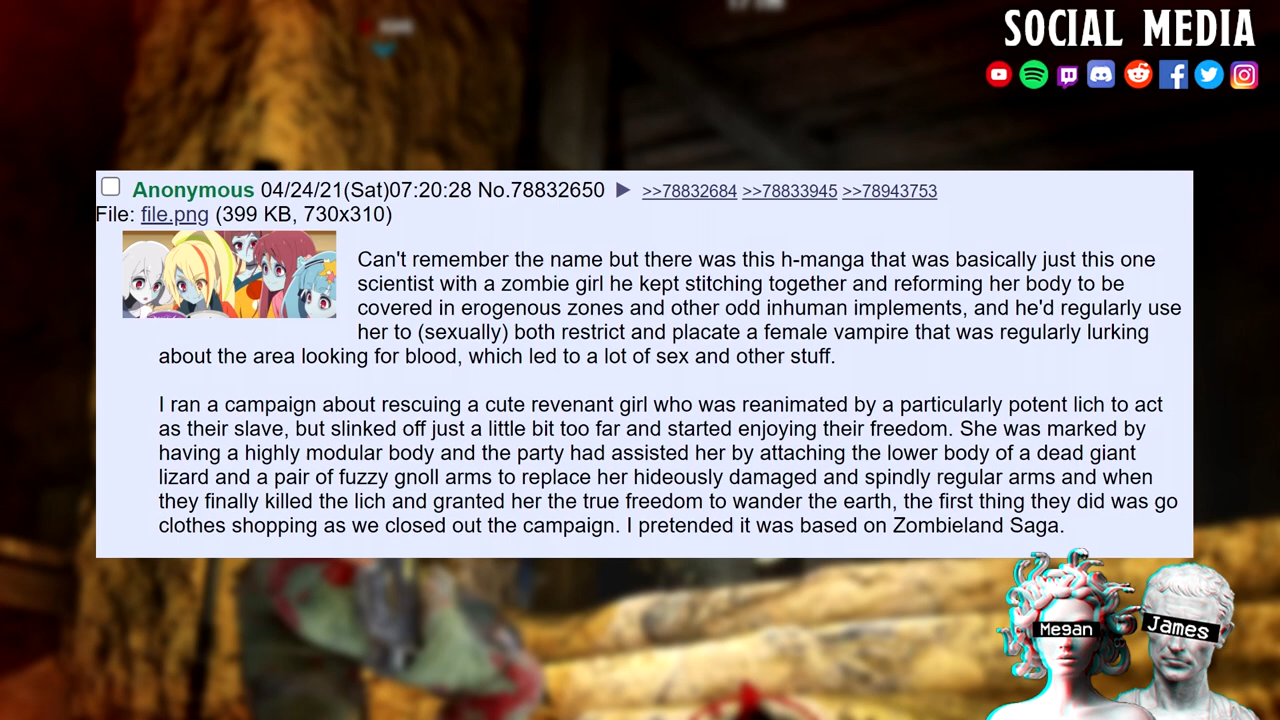 SOCIAL MEDIA
Anonymous 04/24/21(Sat)07:20:28 No.78832650 ▶ >>78832684 >>78833945 >>78943753
File: file.png (399 KB, 730x310)
Can't remember the name but there was this h-manga that was basically just this one
scientist with a zombie girl he kept stitching together and reforming her body to be
covered in erogenous zones and other odd inhuman implements, and he'd regularly use
her to (sexually) both restrict and placate a female vampire that was regularly lurking
about the area looking for blood, which led to a lot of sex and other stuff.
I ran a campaign about rescuing a cute revenant girl who was reanimated by a particularly potent lich to act
as their slave, but slinked off just a little bit too far and started enjoying their freedom. She was marked by
having a highly modular body and the party had assisted her by attaching the lower body of a dead giant
lizard and a pair of fuzzy gnoll arms to replace her hideously damaged and spindly regular arms and when
they finally killed the lich and granted her the true freedom to wander the earth, the first thing they did was go
clothes shopping as we closed out the campaign. I pretended it was based on Zombieland Saga.
Megan
James